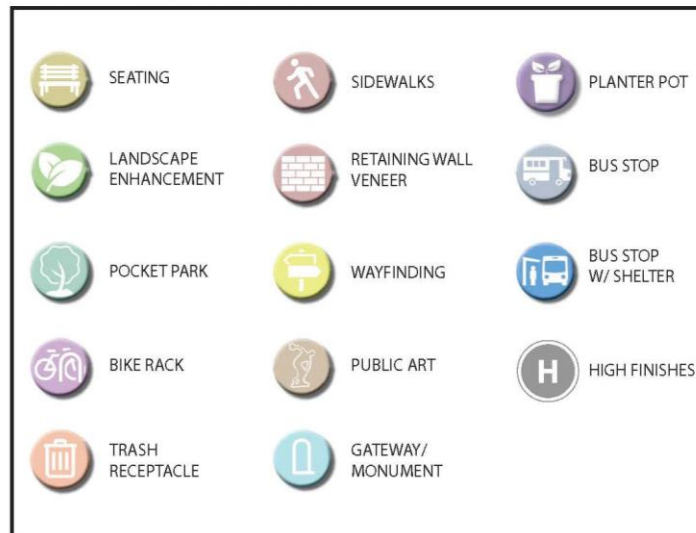 SEATING
LANDSCAPE
ENHANCEMENT
POCKET PARK
BIKE RACK
TRASH
RECEPTACLE
SIDEWALKS
RETAINING WALL
VENEER
WAYFINDING
PUBLIC ART
GATEWAY/
MONUMENT
PLANTER POT
BUS STOP
BUS STOP
W/ SHELTER
H
HIGH FINISHES